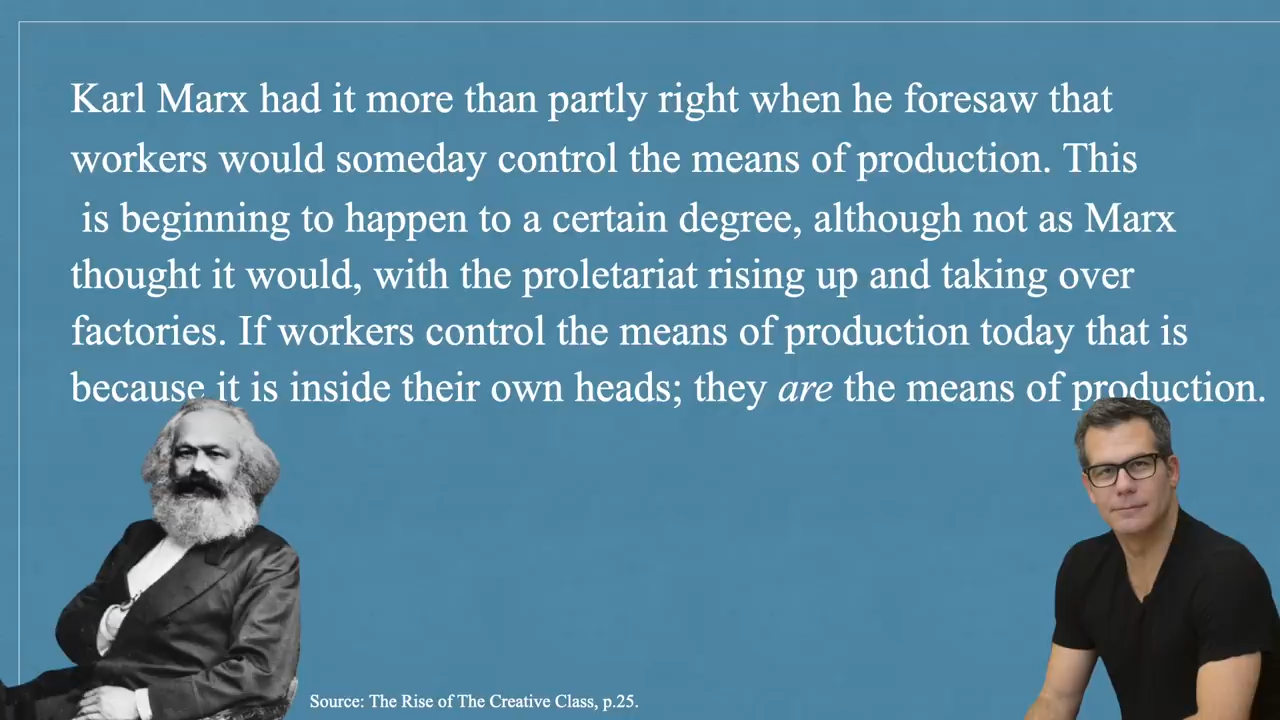 Karl Marx had it more than partly right when he foresaw that
workers would someday control the means of production. This
is beginning to happen to a certain degree, although not as Marx
thought it would, with the proletariat rising up and taking over
factories. If workers control the means of production today that is
because it is inside their own heads; they are the means of production.
Source: The Rise of The Creative Class, p.25.